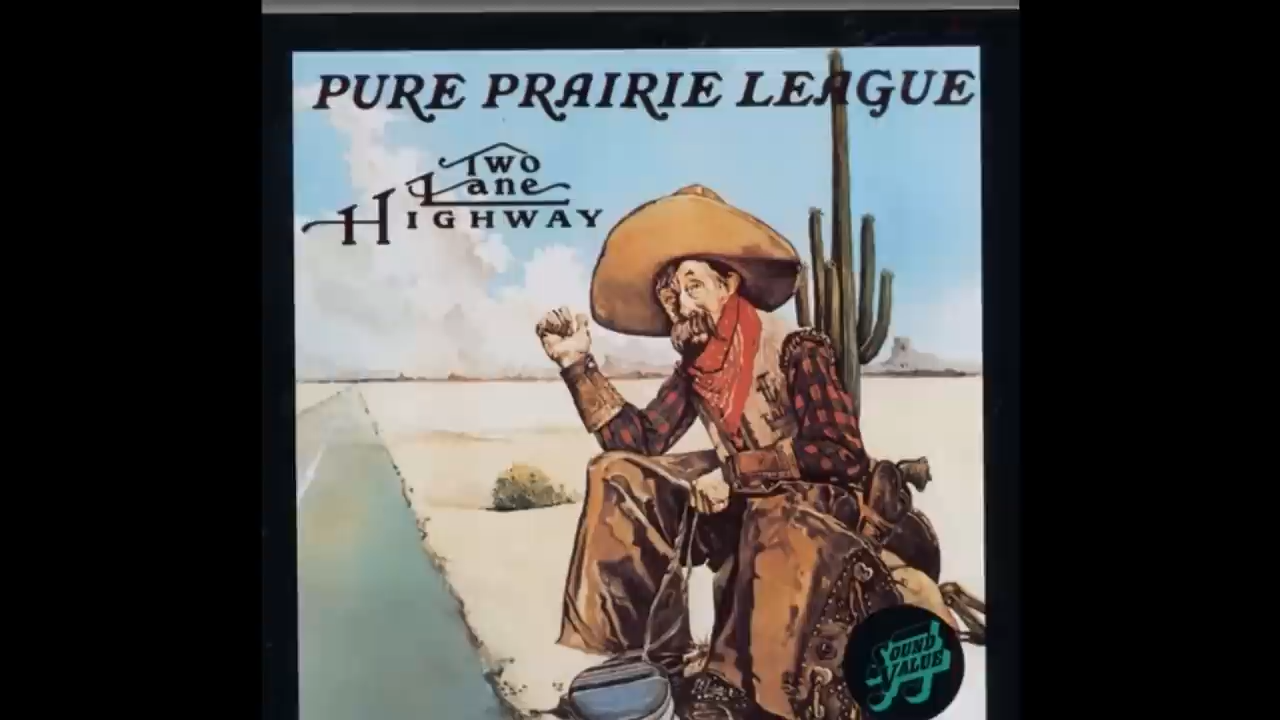 PURE PRAIRIE LEAGUE
TWO
Lane
HIGHWAY
SOUND
VALUE